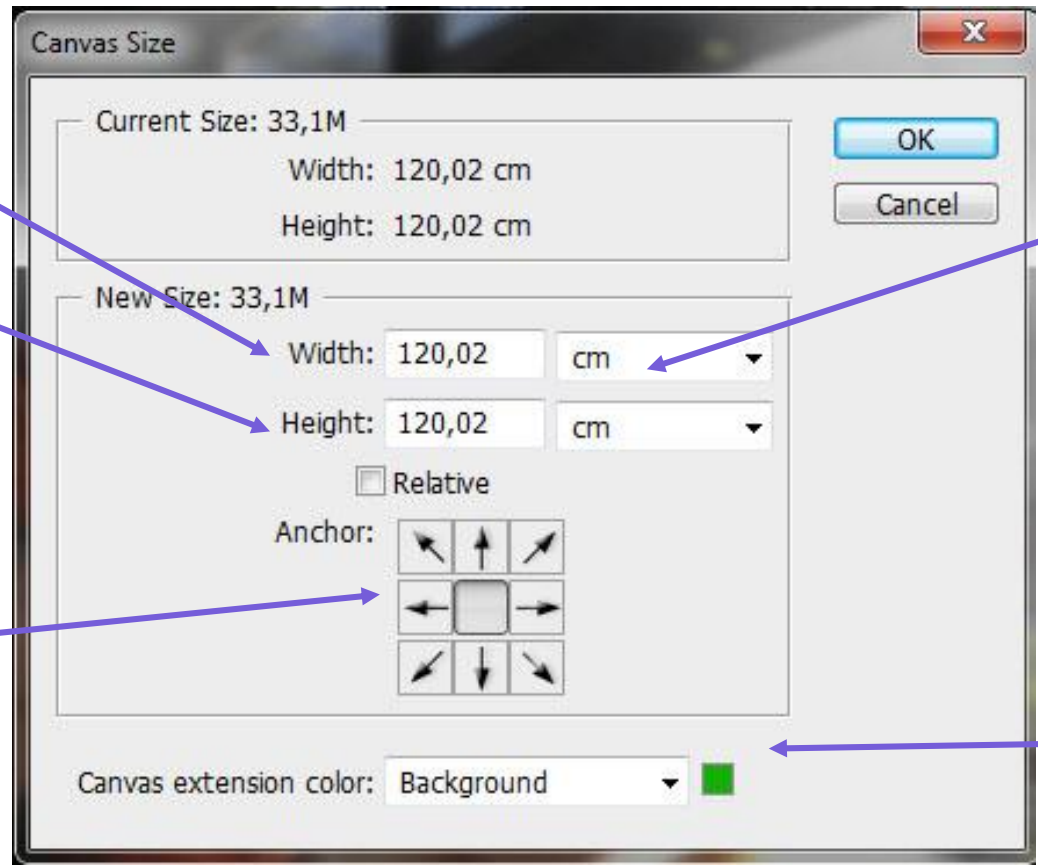 Canvas Size
Current Size: 33,1M
OK
Width: 120,02 cm
Cancel
Height: 120,02 cm
New Size: 33,1M
Width: 120,02 cm
Height: 120,02 cm
Relative
Anchor:
Canvas extension color: Background